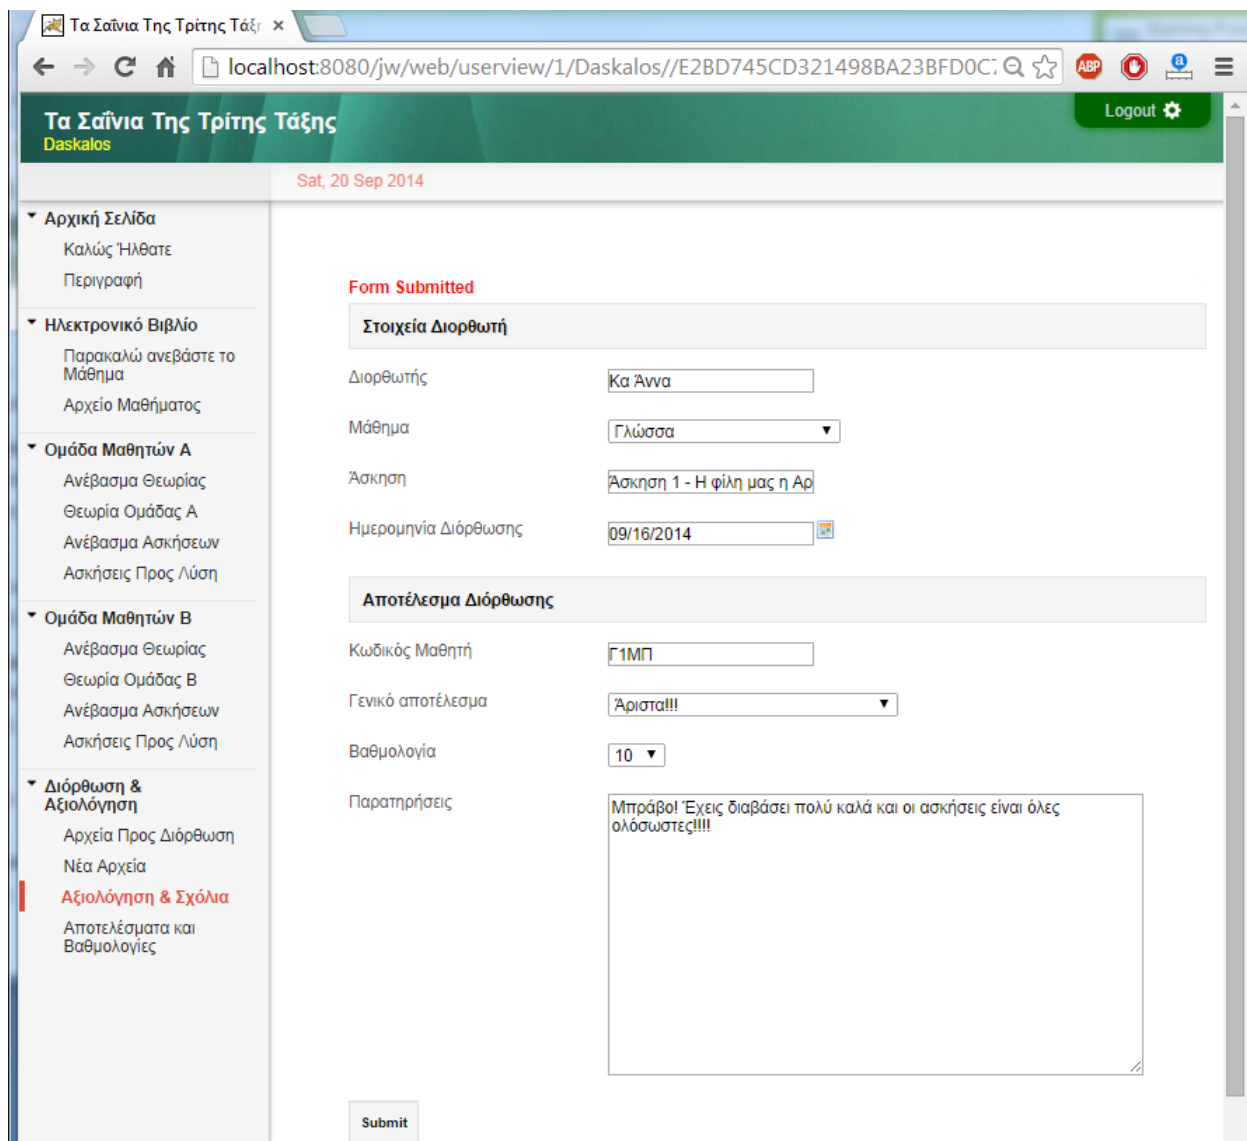 Τα Σαΐνια Της Τρίτης Τάξη
localhost:8080/jw/web/userview/1/Daskalos//E2BD745CD321498BA23BFD0C
ABP
a
Τα Σαΐνια Της Τρίτης Τάξης
Logout
Daskalos
Sat, 20 Sep 2014
Αρχική Σελίδα
Καλώς Ήλθατε
Περιγραφή
Ηλεκτρονικό Βιβλίο
Παρακαλώ ανεβάστε το
Μάθημα
Αρχείο Μαθήματος
Ομάδα Μαθητών Α
Ανέβασμα Θεωρίας
Θεωρία Ομάδας Α
Ανέβασμα Ασκήσεων
Ασκήσεις Προς Λύση
Ομάδα Μαθητών Β
Ανέβασμα Θεωρίας
Θεωρία Ομάδας Β
Ανέβασμα Ασκήσεων
Ασκήσεις Προς Λύση
Διόρθωση &
Αξιολόγηση
Αρχεία Προς Διόρθωση
Νέα Αρχεία
Αξιολόγηση & Σχόλια
Αποτελέσματα και
Βαθμολογίες
Form Submitted
Στοιχεία Διορθωτή
Διορθωτής Κα Άννα
Μάθημα Γλώσσα
Άσκηση Άσκηση 1 - Η φίλη μας η Αρ
Ημερομηνία Διόρθωσης 09/16/2014
Αποτέλεσμα Διόρθωσης
Κωδικός Μαθητή Γ1ΜΠ
Γενικό αποτέλεσμα Άριστα!!!
Βαθμολογία 10
Παρατηρήσεις Μπράβο! Έχεις διαβάσει πολύ καλά και οι ασκήσεις είναι όλες
ολόσωστες!!!!
Submit